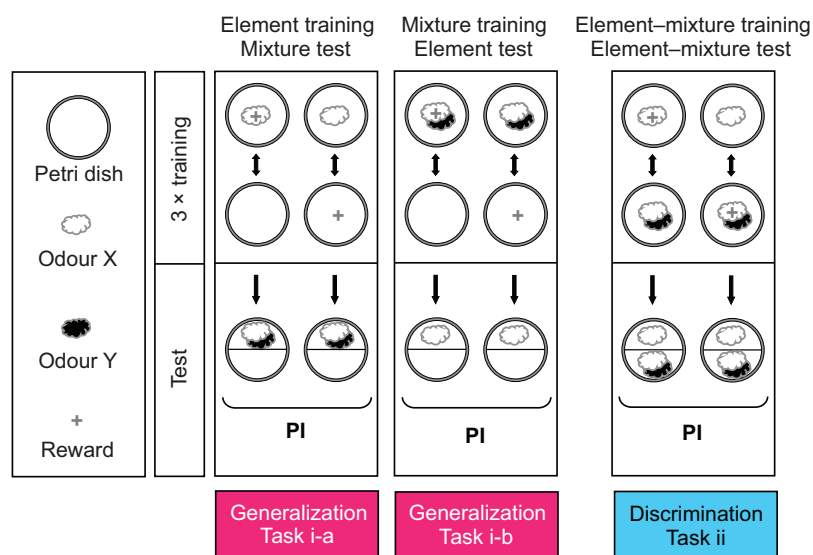 Element training
Mixture test
Mixture training
Element test
Element–mixture training
Element–mixture test
Petri dish
Odour X
Odour Y
+
Reward
3 × training
Test
+
+
+
+
+
+
PI
PI
PI
Generalization
Task i-a
Generalization
Task i-b
Discrimination
Task ii